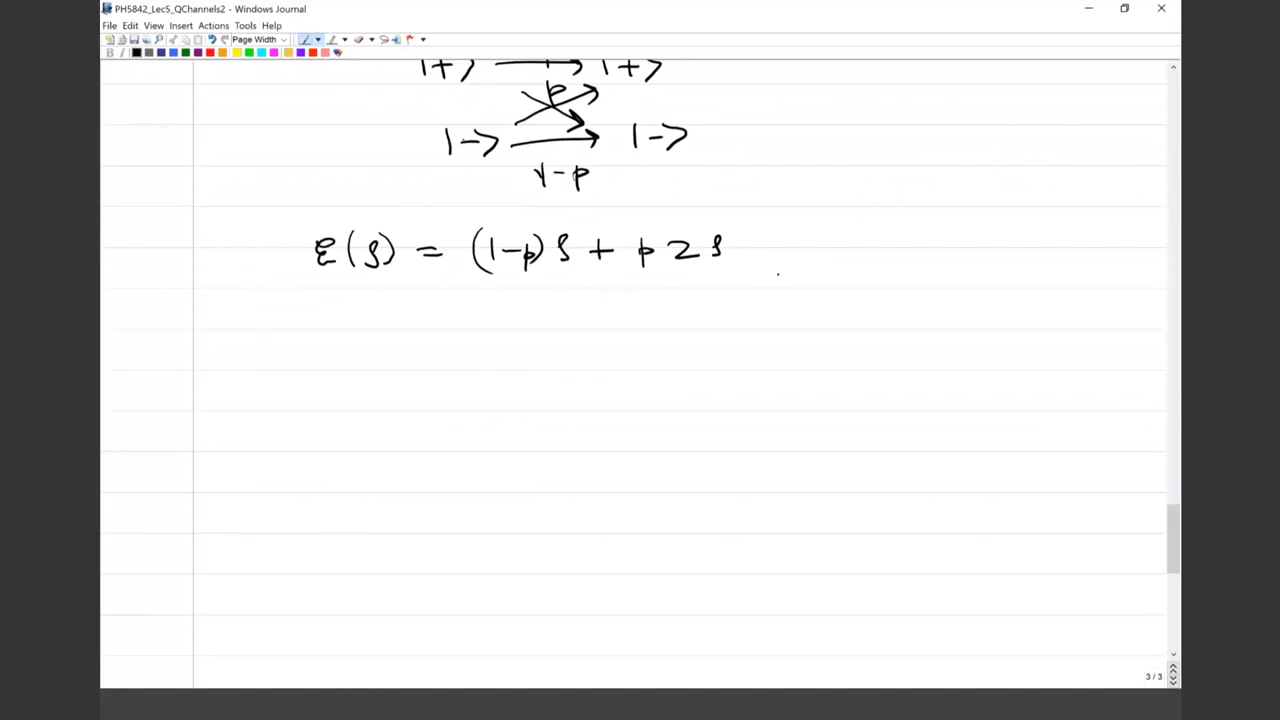 PH5842_Lec5_QChannels2 - Windows Journal
File Edit View Insert Actions Tools Help
Page Width
B I
|+> |+>
p
|-> |->
1-p
ε(ρ) = (1-p)ρ + p Z ρ
3 / 3